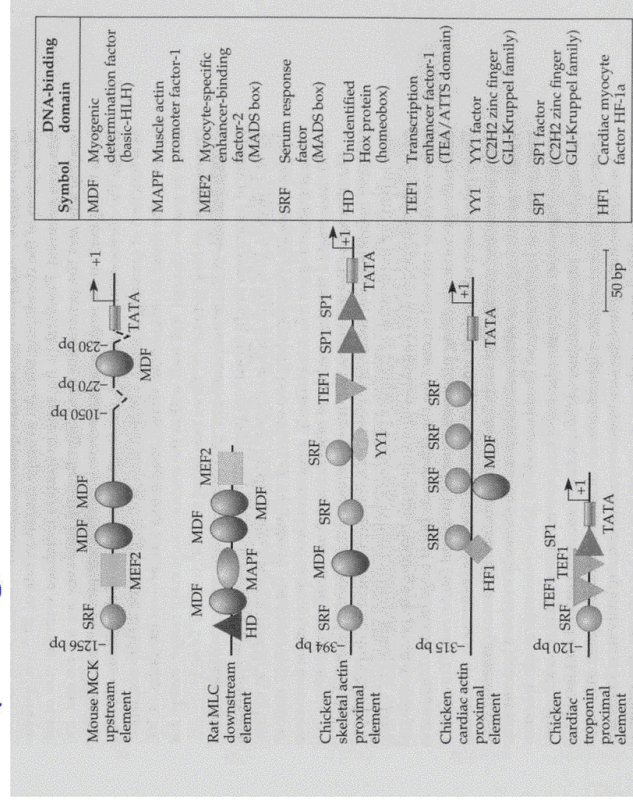 Mouse MCK
upstream
element
–1256 bp
SRF
MEF2
MDF
MDF
–1050 bp
–270 bp
–230 bp
MDF
TATA
+1
Rat MLC
downstream
element
HD
MDF
MAPF
MDF
MDF
MEF2
Chicken
skeletal actin
proximal
element
–394 bp
SRF
MDF
SRF
SRF
YY1
TEF1
SP1
SP1
TATA
+1
Chicken
cardiac actin
proximal
element
–315 bp
SRF
HF1
SRF
MDF
SRF
SRF
TATA
+1
Chicken
cardiac
troponin
proximal
element
–120 bp
SRF
TEF1
TEF1
SP1
TATA
+1
50 bp
Symbol
DNA-binding
domain
MDF Myogenic
determination factor
(basic-HLH)
MAPF Muscle actin
promoter factor-1
MEF2 Myocyte-specific
enhancer-binding
factor-2
(MADS box)
SRF Serum response
factor
(MADS box)
HD Unidentified
Hox protein
(homeobox)
TEF1 Transcription
enhancer factor-1
(TEA/ATTS domain)
YY1 YY1 factor
(C2H2 zinc finger
GLI-Kruppel family)
SP1 SP1 factor
(C2H2 zinc finger
GLI-Kruppel family)
HF1 Cardiac myocyte
factor HF-1a